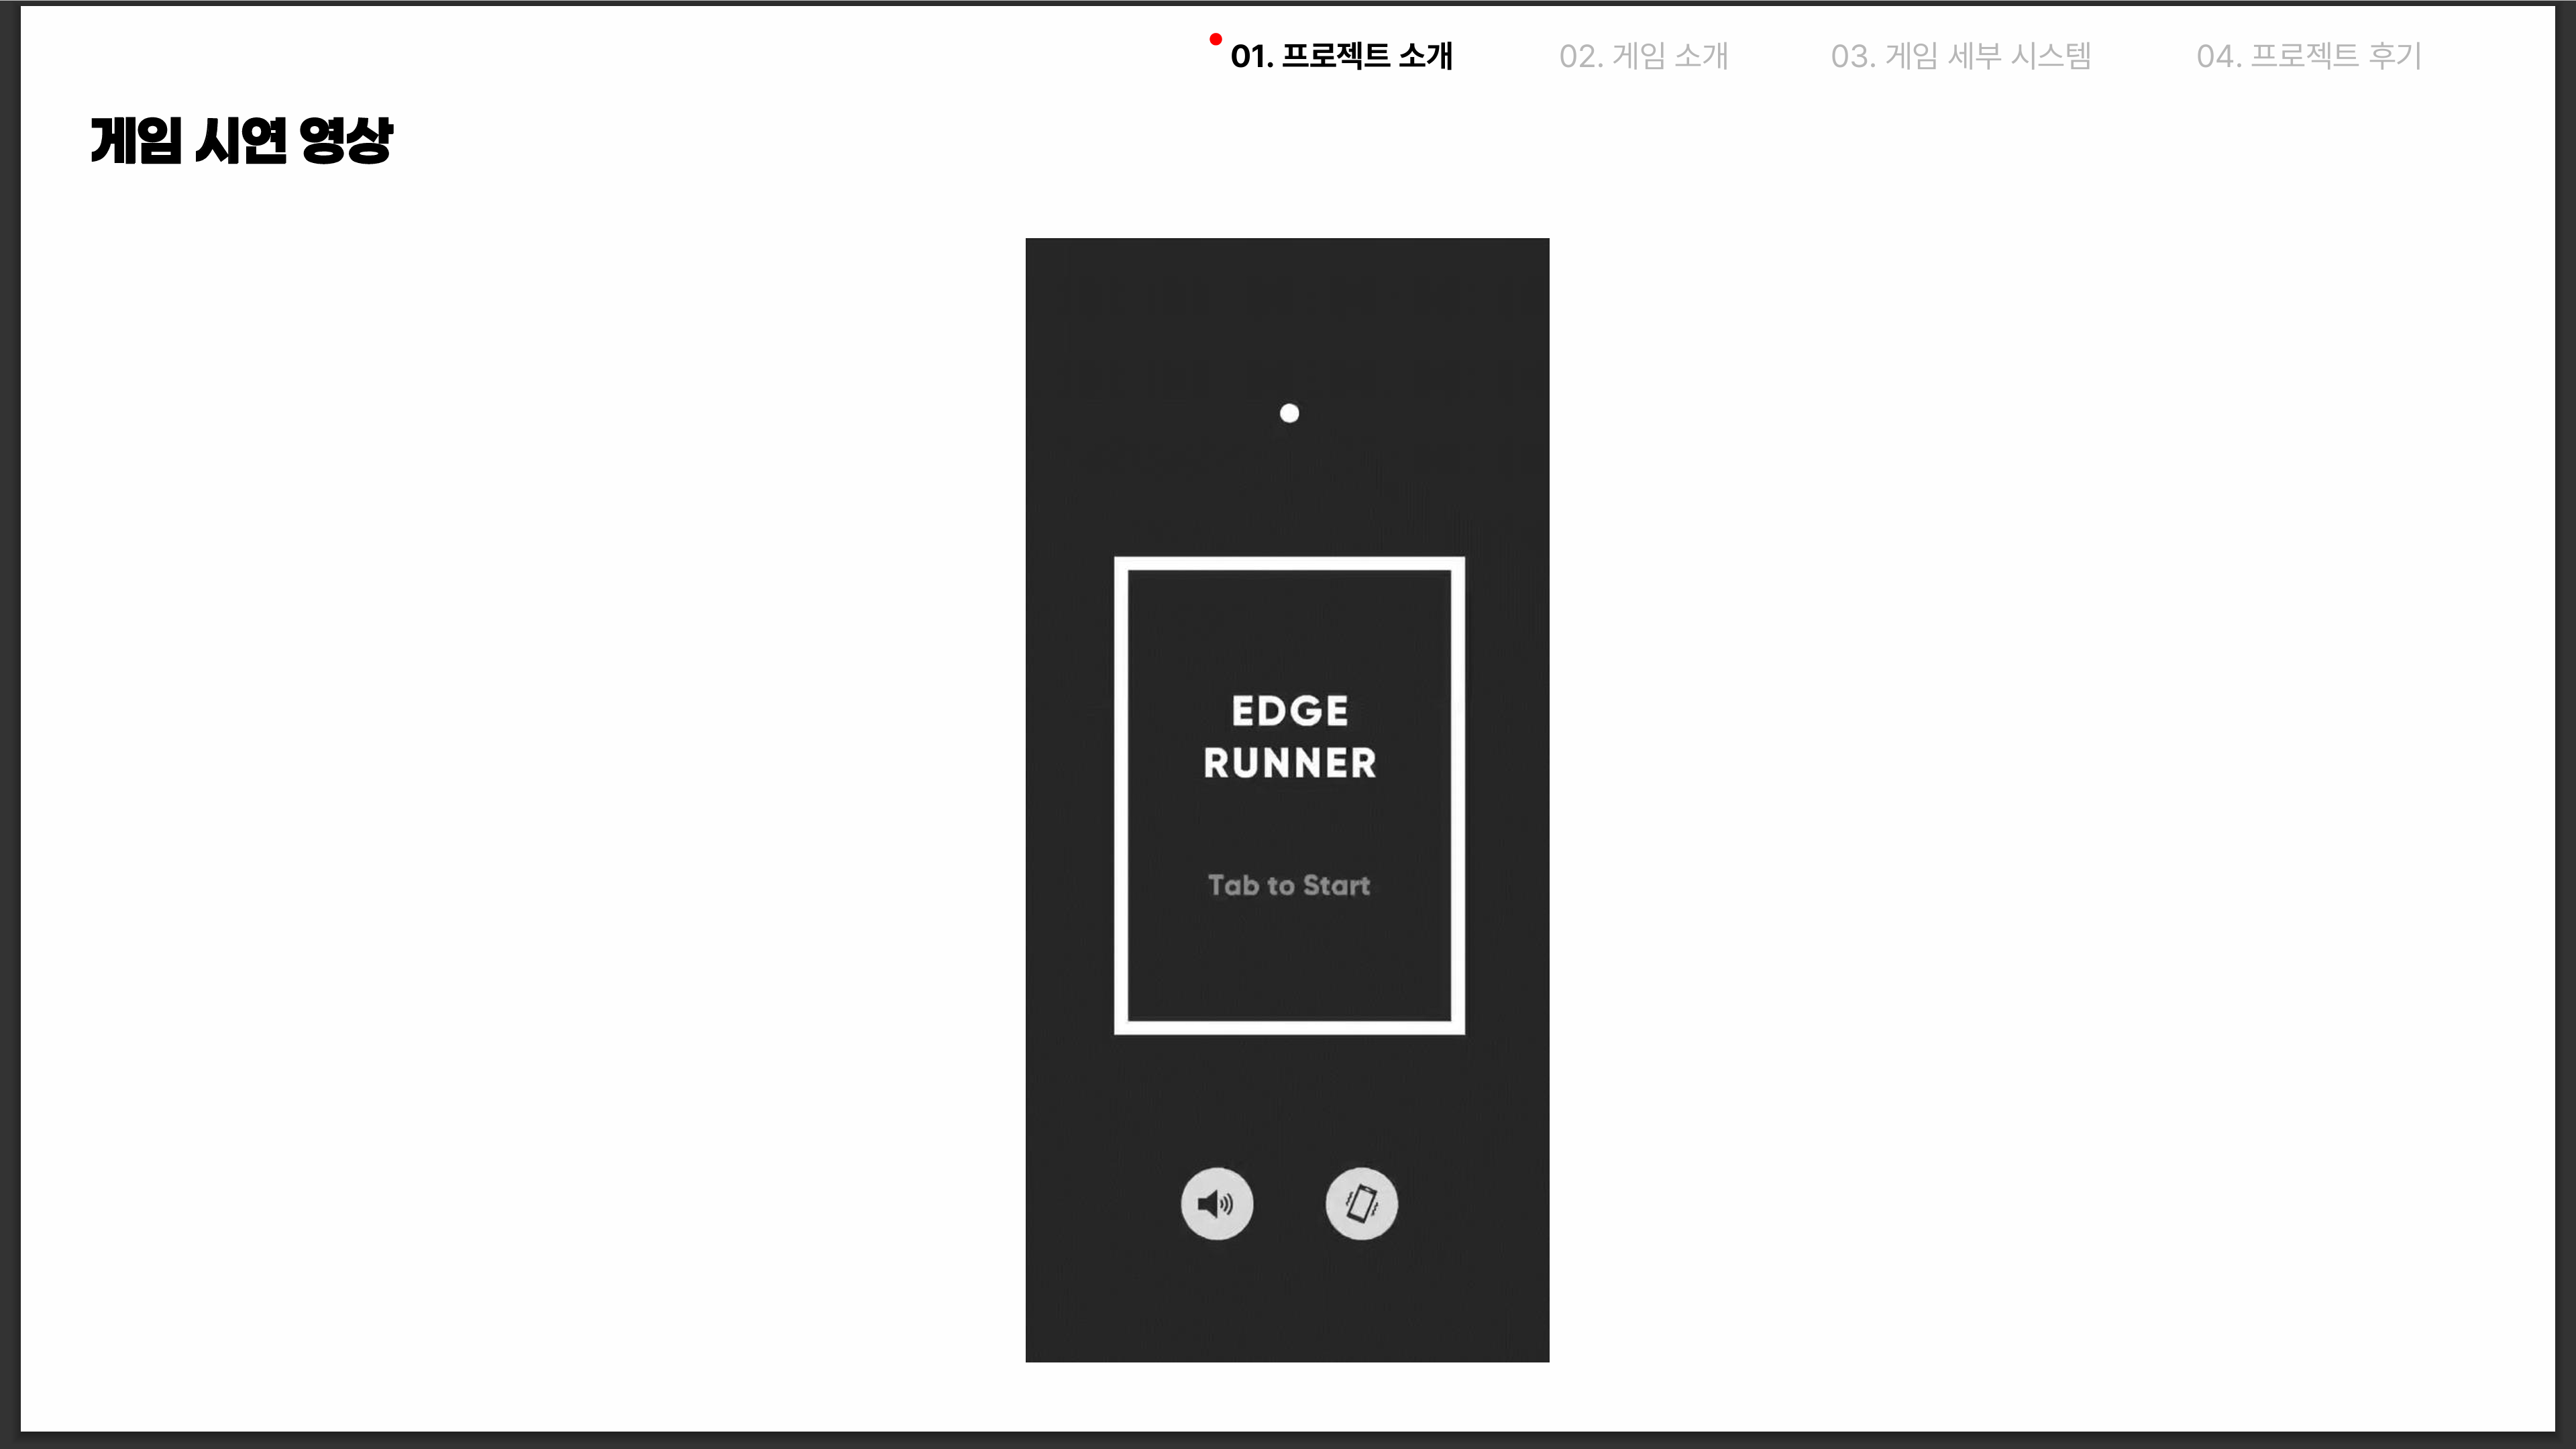 01. 프로젝트 소개
02. 게임 소개
03. 게임 세부 시스템
04. 프로젝트 후기
게임 시연 영상
EDGE
RUNNER
Tab to Start